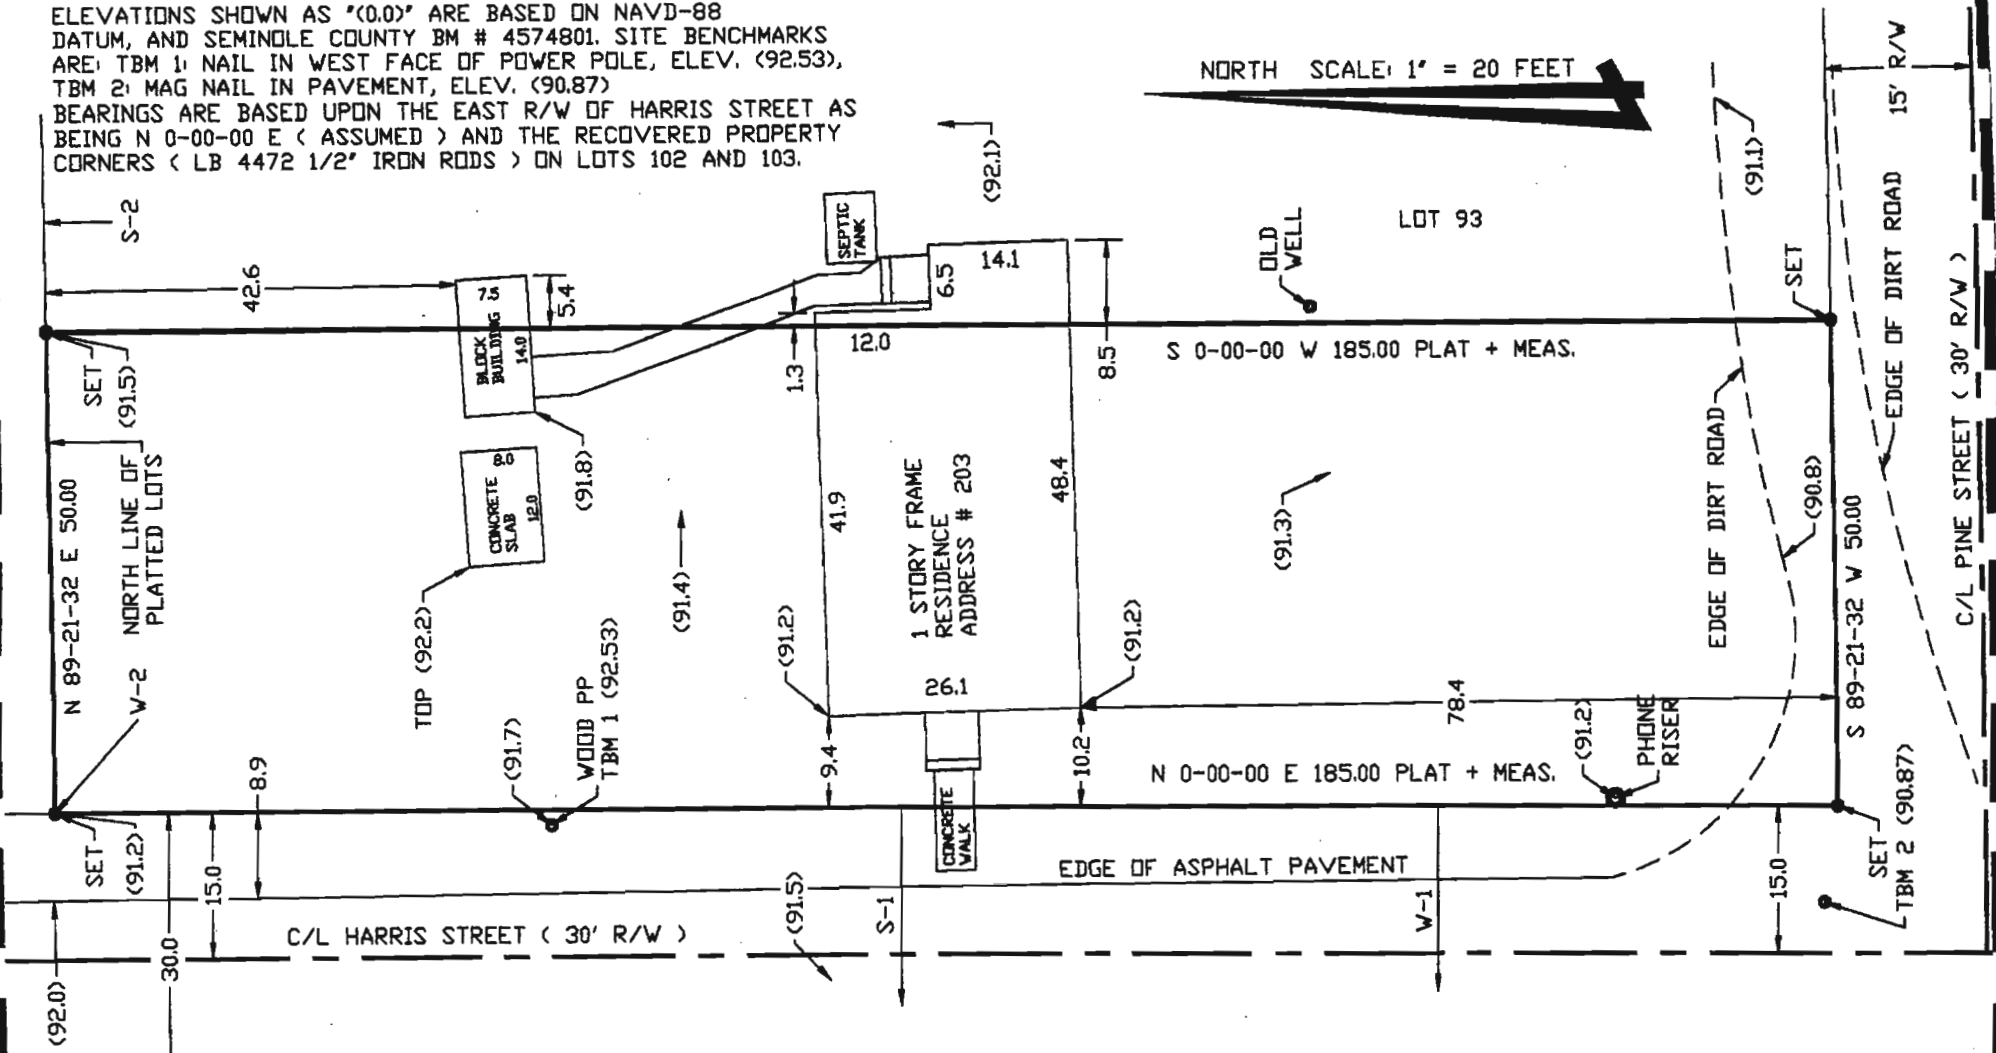 ELEVATIONS SHOWN AS "(0.0)" ARE BASED ON NAVD-88
DATUM, AND SEMINOLE COUNTY BM # 4574801. SITE BENCHMARKS
ARE: TBM 1: NAIL IN WEST FACE OF POWER POLE, ELEV. (92.53),
TBM 2: MAG NAIL IN PAVEMENT, ELEV. (90.87)
BEARINGS ARE BASED UPON THE EAST R/W OF HARRIS STREET AS
BEING N 0-00-00 E ( ASSUMED ) AND THE RECOVERED PROPERTY
CORNERS ( LB 4472 1/2" IRON RODS ) ON LOTS 102 AND 103.
NORTH SCALE: 1" = 20 FEET
15' R/W
(92.1)
(91.1)
S-2
SEPTIC
TANK
LOT 93
OLD
WELL
SET
EDGE OF DIRT ROAD
C/L PINE STREET ( 30' R/W )
42.6
7.5
5.4
BLOCK
BUILDING
14.0
6.5
14.1
12.0
1.3
8.5
S 0-00-00 W 185.00 PLAT + MEAS.
SET
(91.5)
NORTH LINE OF
PLATTED LOTS
N 89-21-32 E 50.00
W-2
8.0
CONCRETE
SLAB
12.0
(91.8)
TOP (92.2)
(91.4)
41.9
48.4
1 STORY FRAME
RESIDENCE
ADDRESS # 203
(91.3)
EDGE OF DIRT ROAD
(90.8)
S 89-21-32 W 50.00
(91.2)
(91.2)
26.1
78.4
(91.7)
WOOD PP
TBM 1 (92.53)
9.4
10.2
N 0-00-00 E 185.00 PLAT + MEAS.
(91.2)
PHONE
RISER
8.9
SET
(91.2)
15.0
30.0
(92.0)
CONCRETE
WALK
EDGE OF ASPHALT PAVEMENT
15.0
SET
TBM 2 (90.87)
C/L HARRIS STREET ( 30' R/W )
(91.5)
S-1
W-1